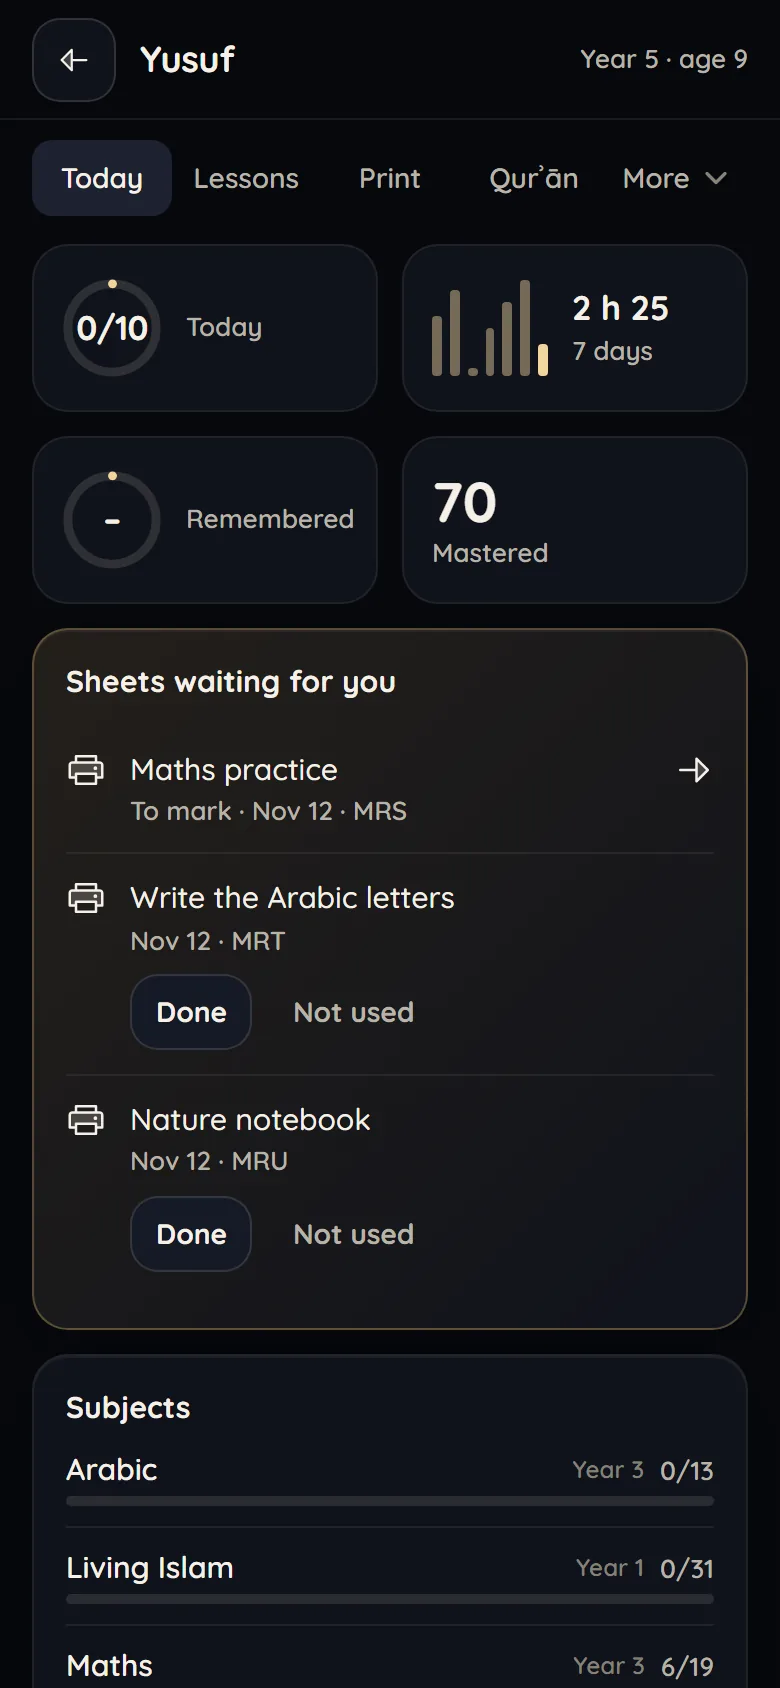 Yusuf
Year 5 · age 9
Today
Lessons
Print
Qurʾān
More
0/10
Today
2 h 25
7 days
-
Remembered
70
Mastered
Sheets waiting for you
Maths practice
To mark · Nov 12 · MRS
Write the Arabic letters
Nov 12 · MRT
Done
Not used
Nature notebook
Nov 12 · MRU
Done
Not used
Subjects
Arabic
Year 3 0/13
Living Islam
Year 1 0/31
Maths
Year 3 6/19